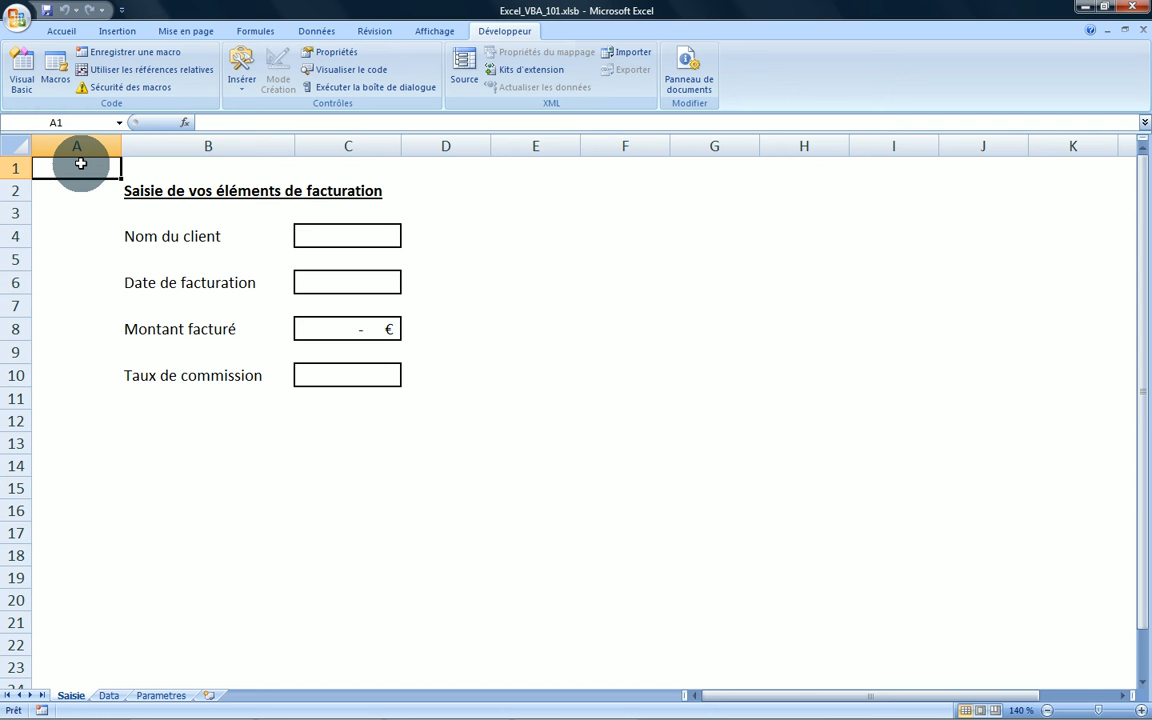 Excel_VBA_101.xlsb - Microsoft Excel
Accueil Insertion Mise en page Formules Données Révision Affichage Développeur
Visual Basic
Macros
Enregistrer une macro
Utiliser les références relatives
Sécurité des macros
Code
Insérer
Mode Création
Propriétés
Visualiser le code
Exécuter la boîte de dialogue
Contrôles
Source
Propriétés du mappage
Kits d'extension
Actualiser les données
Importer
Exporter
XML
Panneau de documents
Modifier
A1 fx
A B C D E F G H I J K
1
2 Saisie de vos éléments de facturation
3
4 Nom du client
5
6 Date de facturation
7
8 Montant facturé - €
9
10 Taux de commission
11
12
13
14
15
16
17
18
19
20
21
22
23
24
Saisie Data Parametres
Prêt 140 %